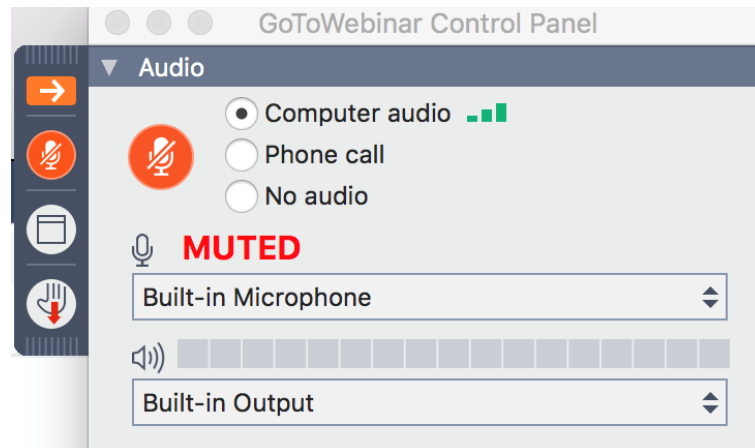 GoToWebinar Control Panel
Audio
Computer audio
Phone call
No audio
MUTED
Built-in Microphone
Built-in Output